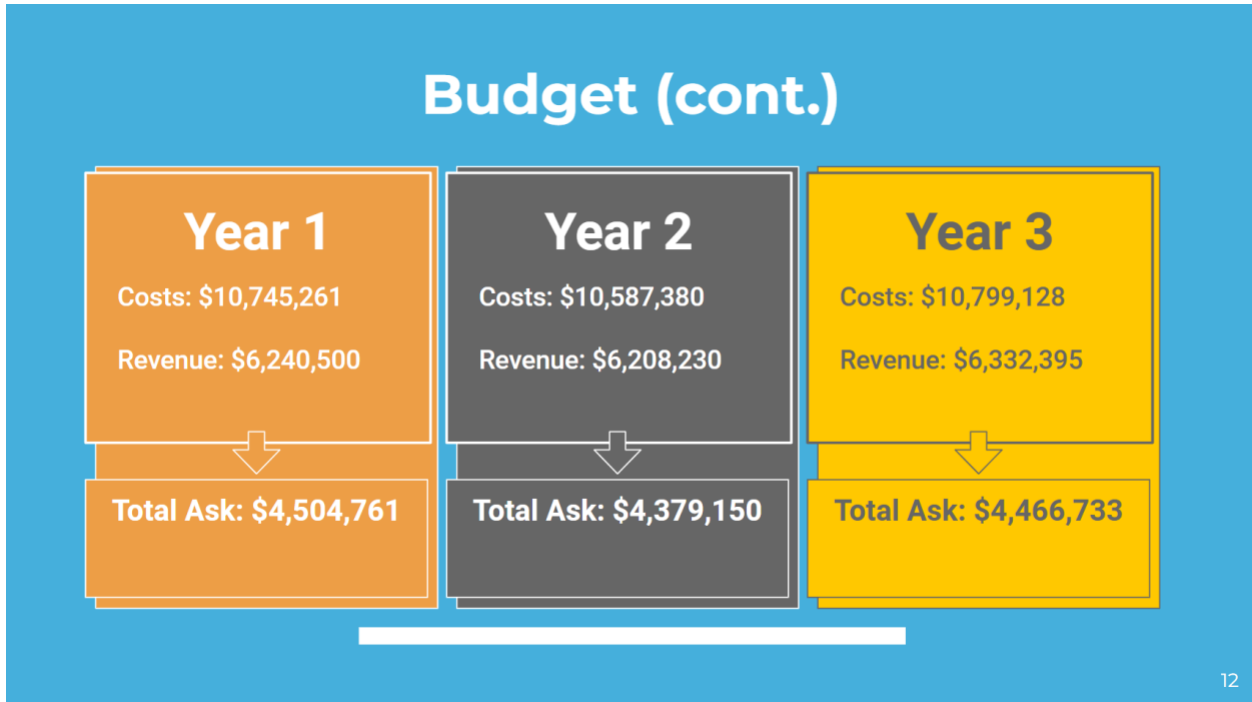 Budget (cont.)
Year 1
Costs: $10,745,261
Revenue: $6,240,500
Total Ask: $4,504,761
Year 2
Costs: $10,587,380
Revenue: $6,208,230
Total Ask: $4,379,150
Year 3
Costs: $10,799,128
Revenue: $6,332,395
Total Ask: $4,466,733
12